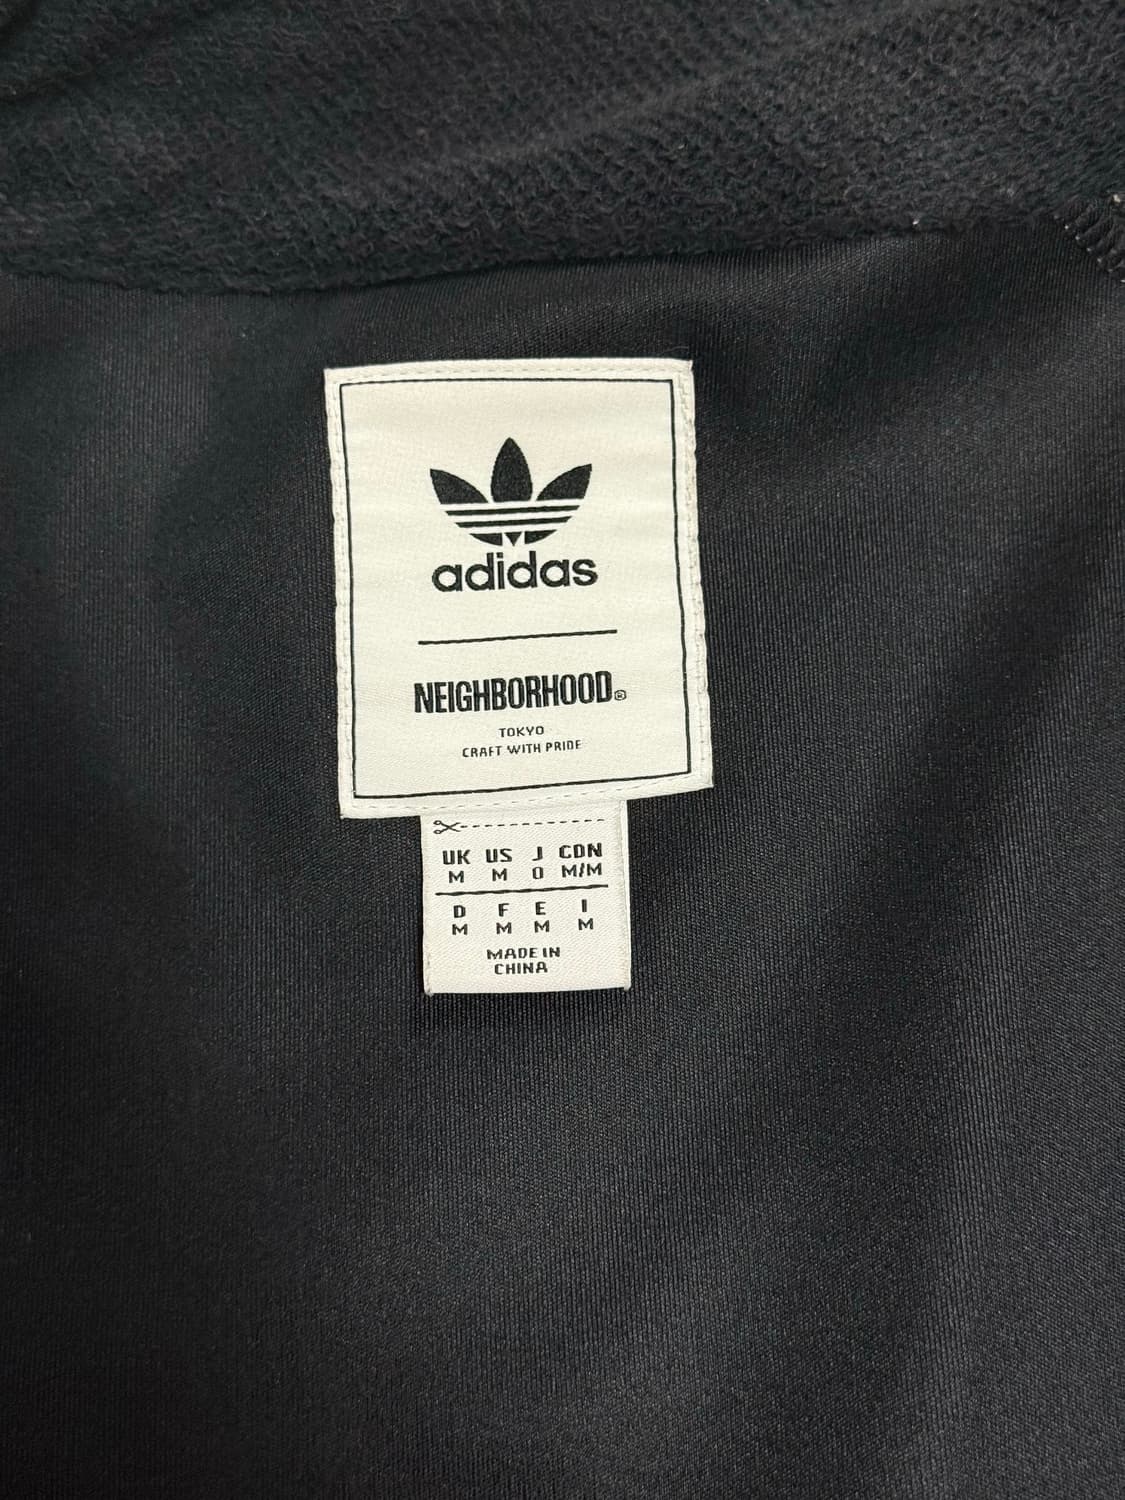 adidas
NEIGHBORHOOD®
TOKYO
CRAFT WITH PRIDE
UK US J CDN
M M O M/M
D F E I
M M M M
MADE IN
CHINA